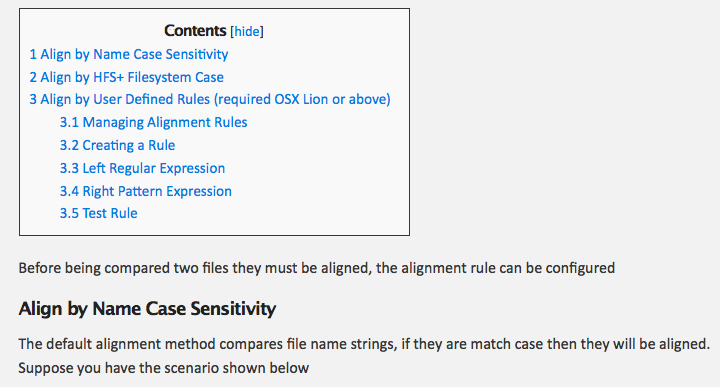 Contents [hide]
1 Align by Name Case Sensitivity
2 Align by HFS+ Filesystem Case
3 Align by User Defined Rules (required OSX Lion or above)
3.1 Managing Alignment Rules
3.2 Creating a Rule
3.3 Left Regular Expression
3.4 Right Pattern Expression
3.5 Test Rule
Before being compared two files they must be aligned, the alignment rule can be configured
Align by Name Case Sensitivity
The default alignment method compares file name strings, if they are match case then they will be aligned.
Suppose you have the scenario shown below